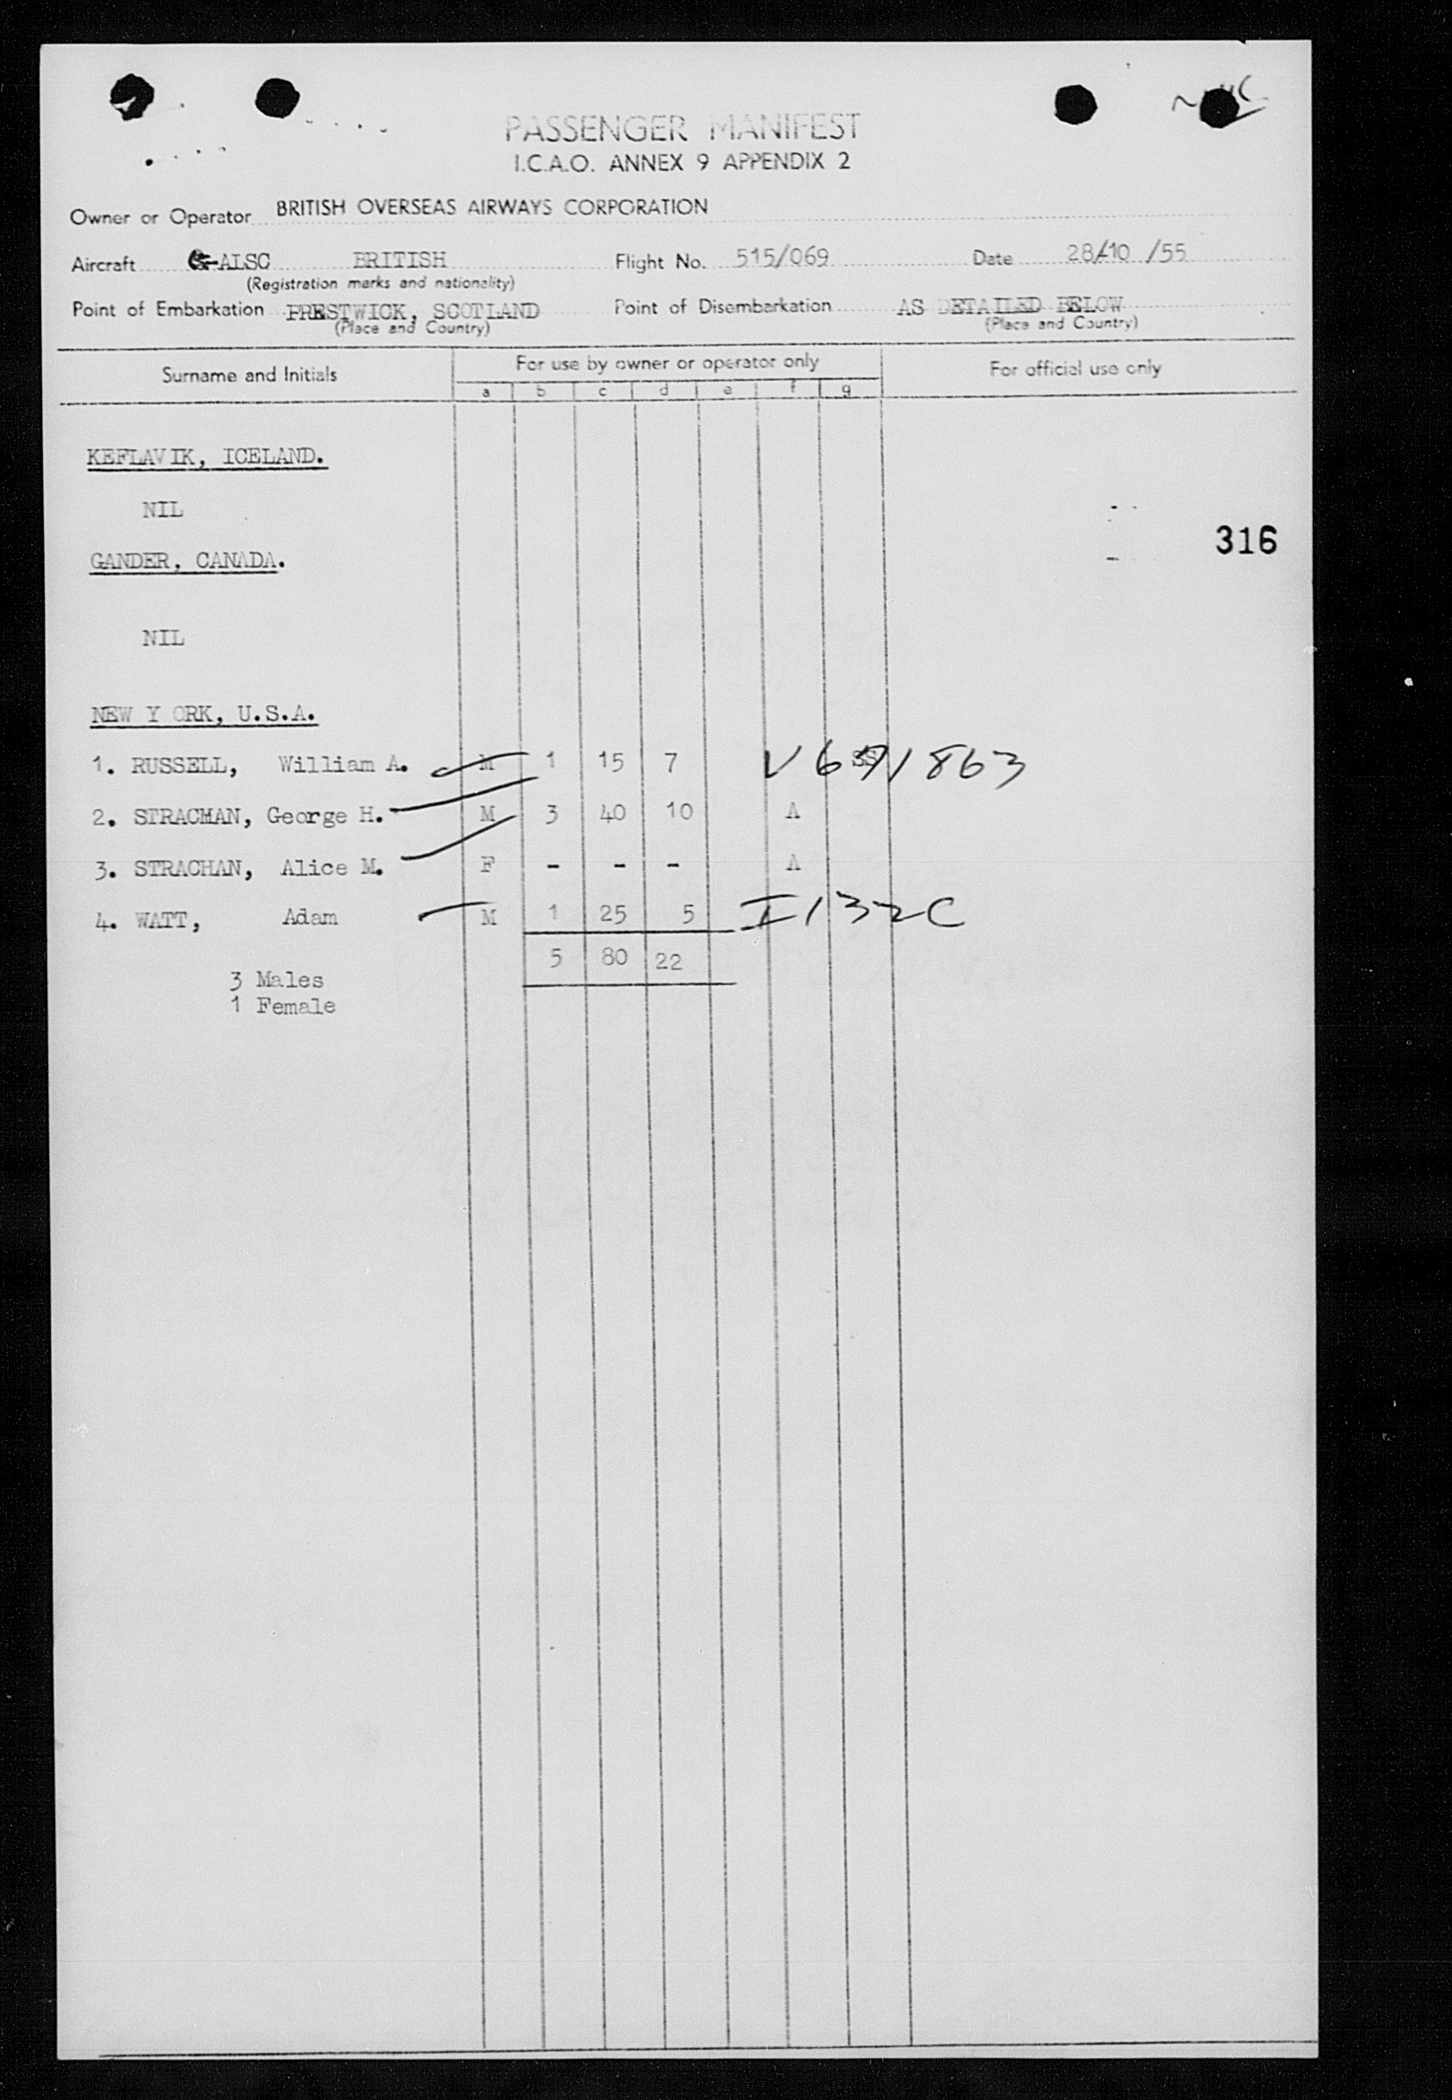 PASSENGER MANIFEST
I.C.A.O. ANNEX 9 APPENDIX 2
Owner or Operator BRITISH OVERSEAS AIRWAYS CORPORATION
Aircraft G-ALSC BRITISH Flight No. 515/069 Date 28/10 /55
(Registration marks and nationality)
Point of Embarkation PRESTWICK, SCOTLAND Point of Disembarkation AS DETAILED BELOW
(Place and Country) (Place and Country)
Surname and Initials For use by owner or operator only For official use only
a b c d e f g
KEFLAVIK, ICELAND.
NIL
316
GANDER, CANADA.
NIL
NEW Y ORK, U.S.A.
1. RUSSELL, William A. M 1 15 7
2. STRACHAN, George H. M 3 40 10 A
3. STRACHAN, Alice M. F - - - A
4. WATT, Adam M 1 25 5 I 132C
5 80 22
3 Males
1 Female